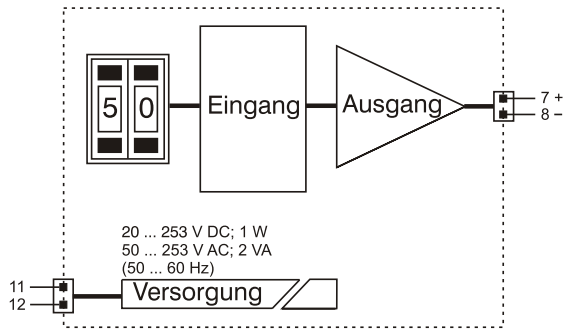 5 0
Eingang
Ausgang
7 +
8 –
20 ... 253 V DC; 1 W
50 ... 253 V AC; 2 VA
(50 ... 60 Hz)
Versorgung
11
12